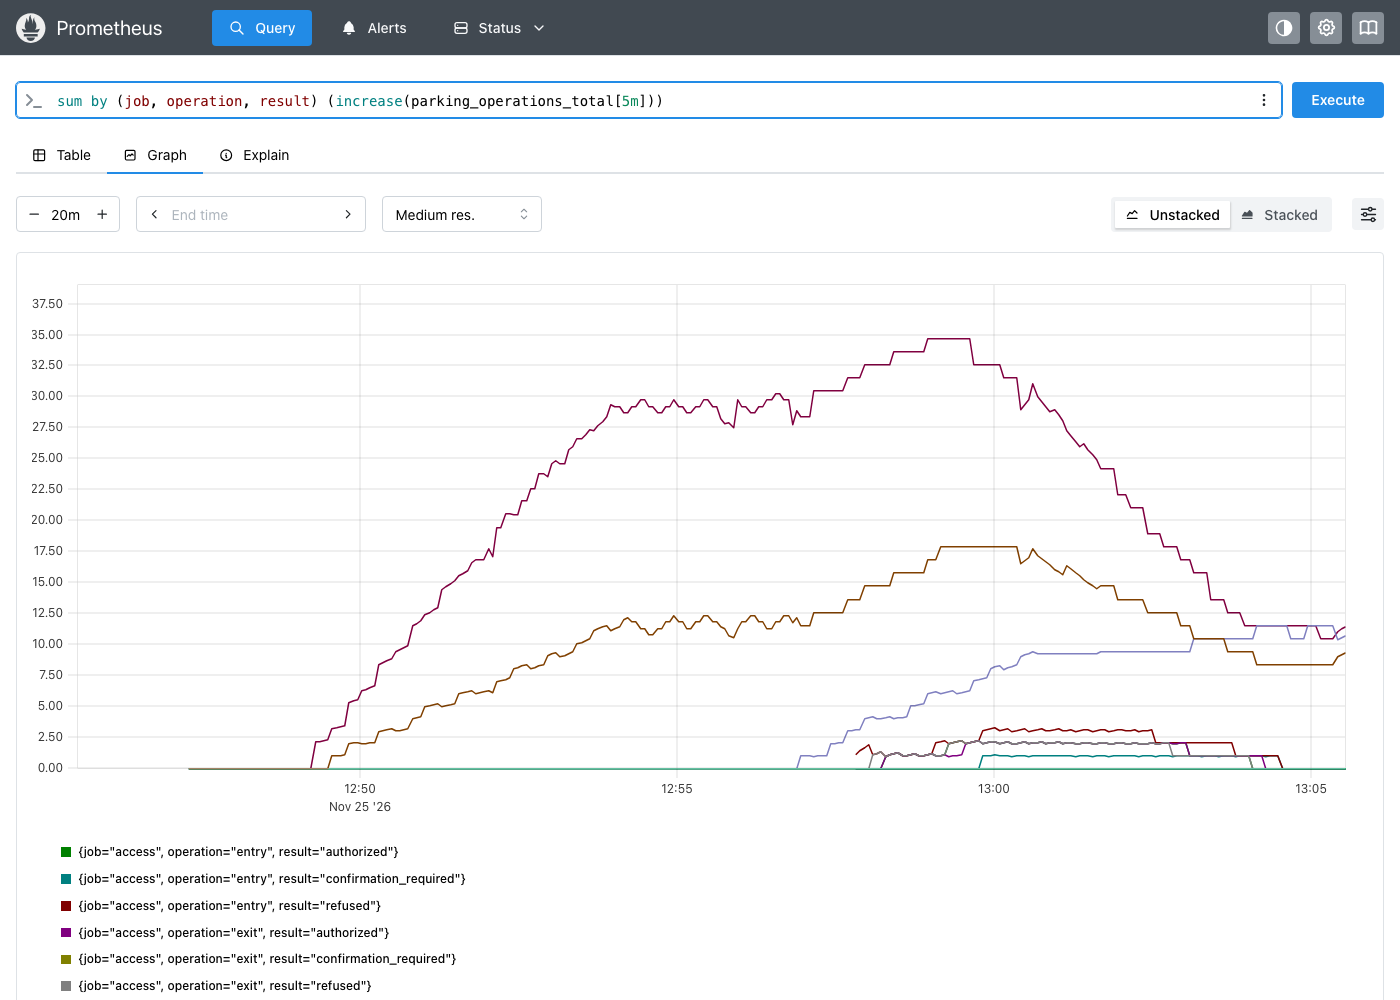 Prometheus Query Alerts Status
sum by (job, operation, result) (increase(parking_operations_total[5m])) Execute
Table Graph Explain
20m End time Medium res. Unstacked Stacked
37.50
35.00
32.50
30.00
27.50
25.00
22.50
20.00
17.50
15.00
12.50
10.00
7.50
5.00
2.50
0.00
12:50 12:55 13:00 13:05
Nov 25 '26
{job="access", operation="entry", result="authorized"}
{job="access", operation="entry", result="confirmation_required"}
{job="access", operation="entry", result="refused"}
{job="access", operation="exit", result="authorized"}
{job="access", operation="exit", result="confirmation_required"}
{job="access", operation="exit", result="refused"}